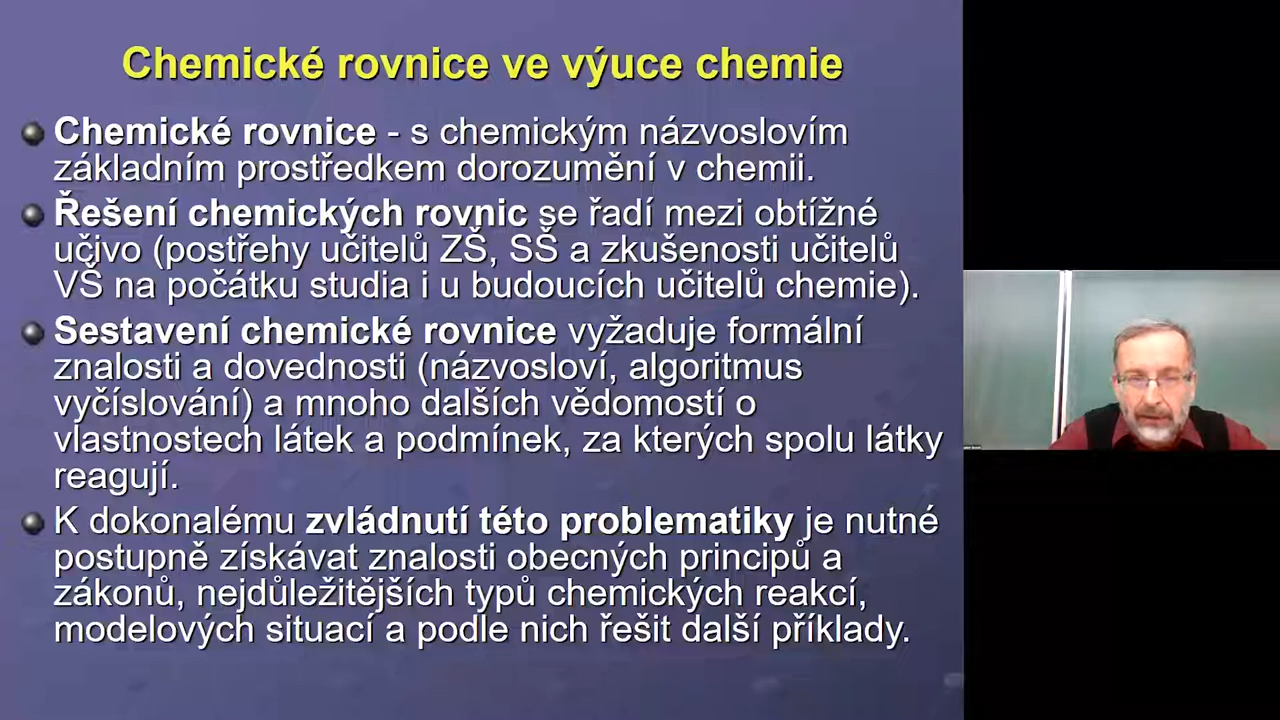 Chemické rovnice ve výuce chemie
Chemické rovnice - s chemickým názvoslovím
základním prostředkem dorozumění v chemii.
Řešení chemických rovnic se řadí mezi obtížné
učivo (postřehy učitelů ZŠ, SŠ a zkušenosti učitelů
VŠ na počátku studia i u budoucích učitelů chemie).
Sestavení chemické rovnice vyžaduje formální
znalosti a dovednosti (názvosloví, algoritmus
vyčíslování) a mnoho dalších vědomostí o
vlastnostech látek a podmínek, za kterých spolu látky
reagují.
K dokonalému zvládnutí této problematiky je nutné
postupně získávat znalosti obecných principů a
zákonů, nejdůležitějších typů chemických reakcí,
modelových situací a podle nich řešit další příklady.